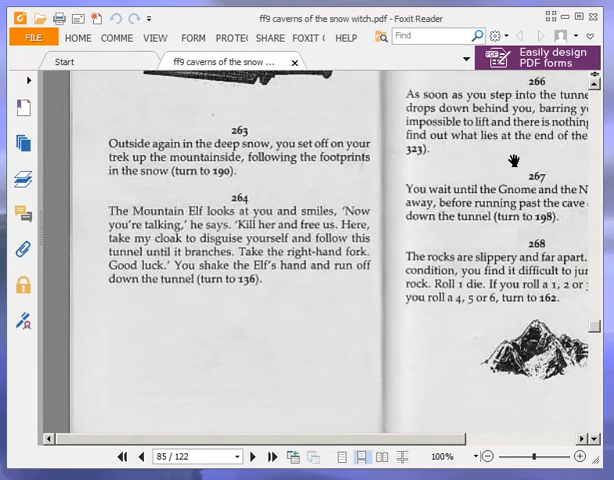 ff9 caverns of the snow witch.pdf - Foxit Reader
FILE HOME COMME VIEW FORM PROTE SHARE FOXIT C HELP Find
Start ff9 caverns of the snow witch ... Easily design
PDF forms
263
Outside again in the deep snow, you set off on your
trek up the mountainside, following the footprints
in the snow (turn to 190).
264
The Mountain Elf looks at you and smiles, 'Now
you're talking,' he says. 'Kill her and free us. Here,
take my cloak to disguise yourself and follow this
tunnel until it branches. Take the right-hand fork.
Good luck.' You shake the Elf's hand and run off
down the tunnel (turn to 136).
266
As soon as you step into the tunne
drops down behind you, barring y
impossible to lift and there is nothing
find out what lies at the end of the
323).
267
You wait until the Gnome and the N
away, before running past the cave
down the tunnel (turn to 198).
268
The rocks are slippery and far apart.
condition, you find it difficult to jur
rock. Roll 1 die. If you roll a 1, 2 or
you roll a 4, 5 or 6, turn to 162.
85 / 122 100%